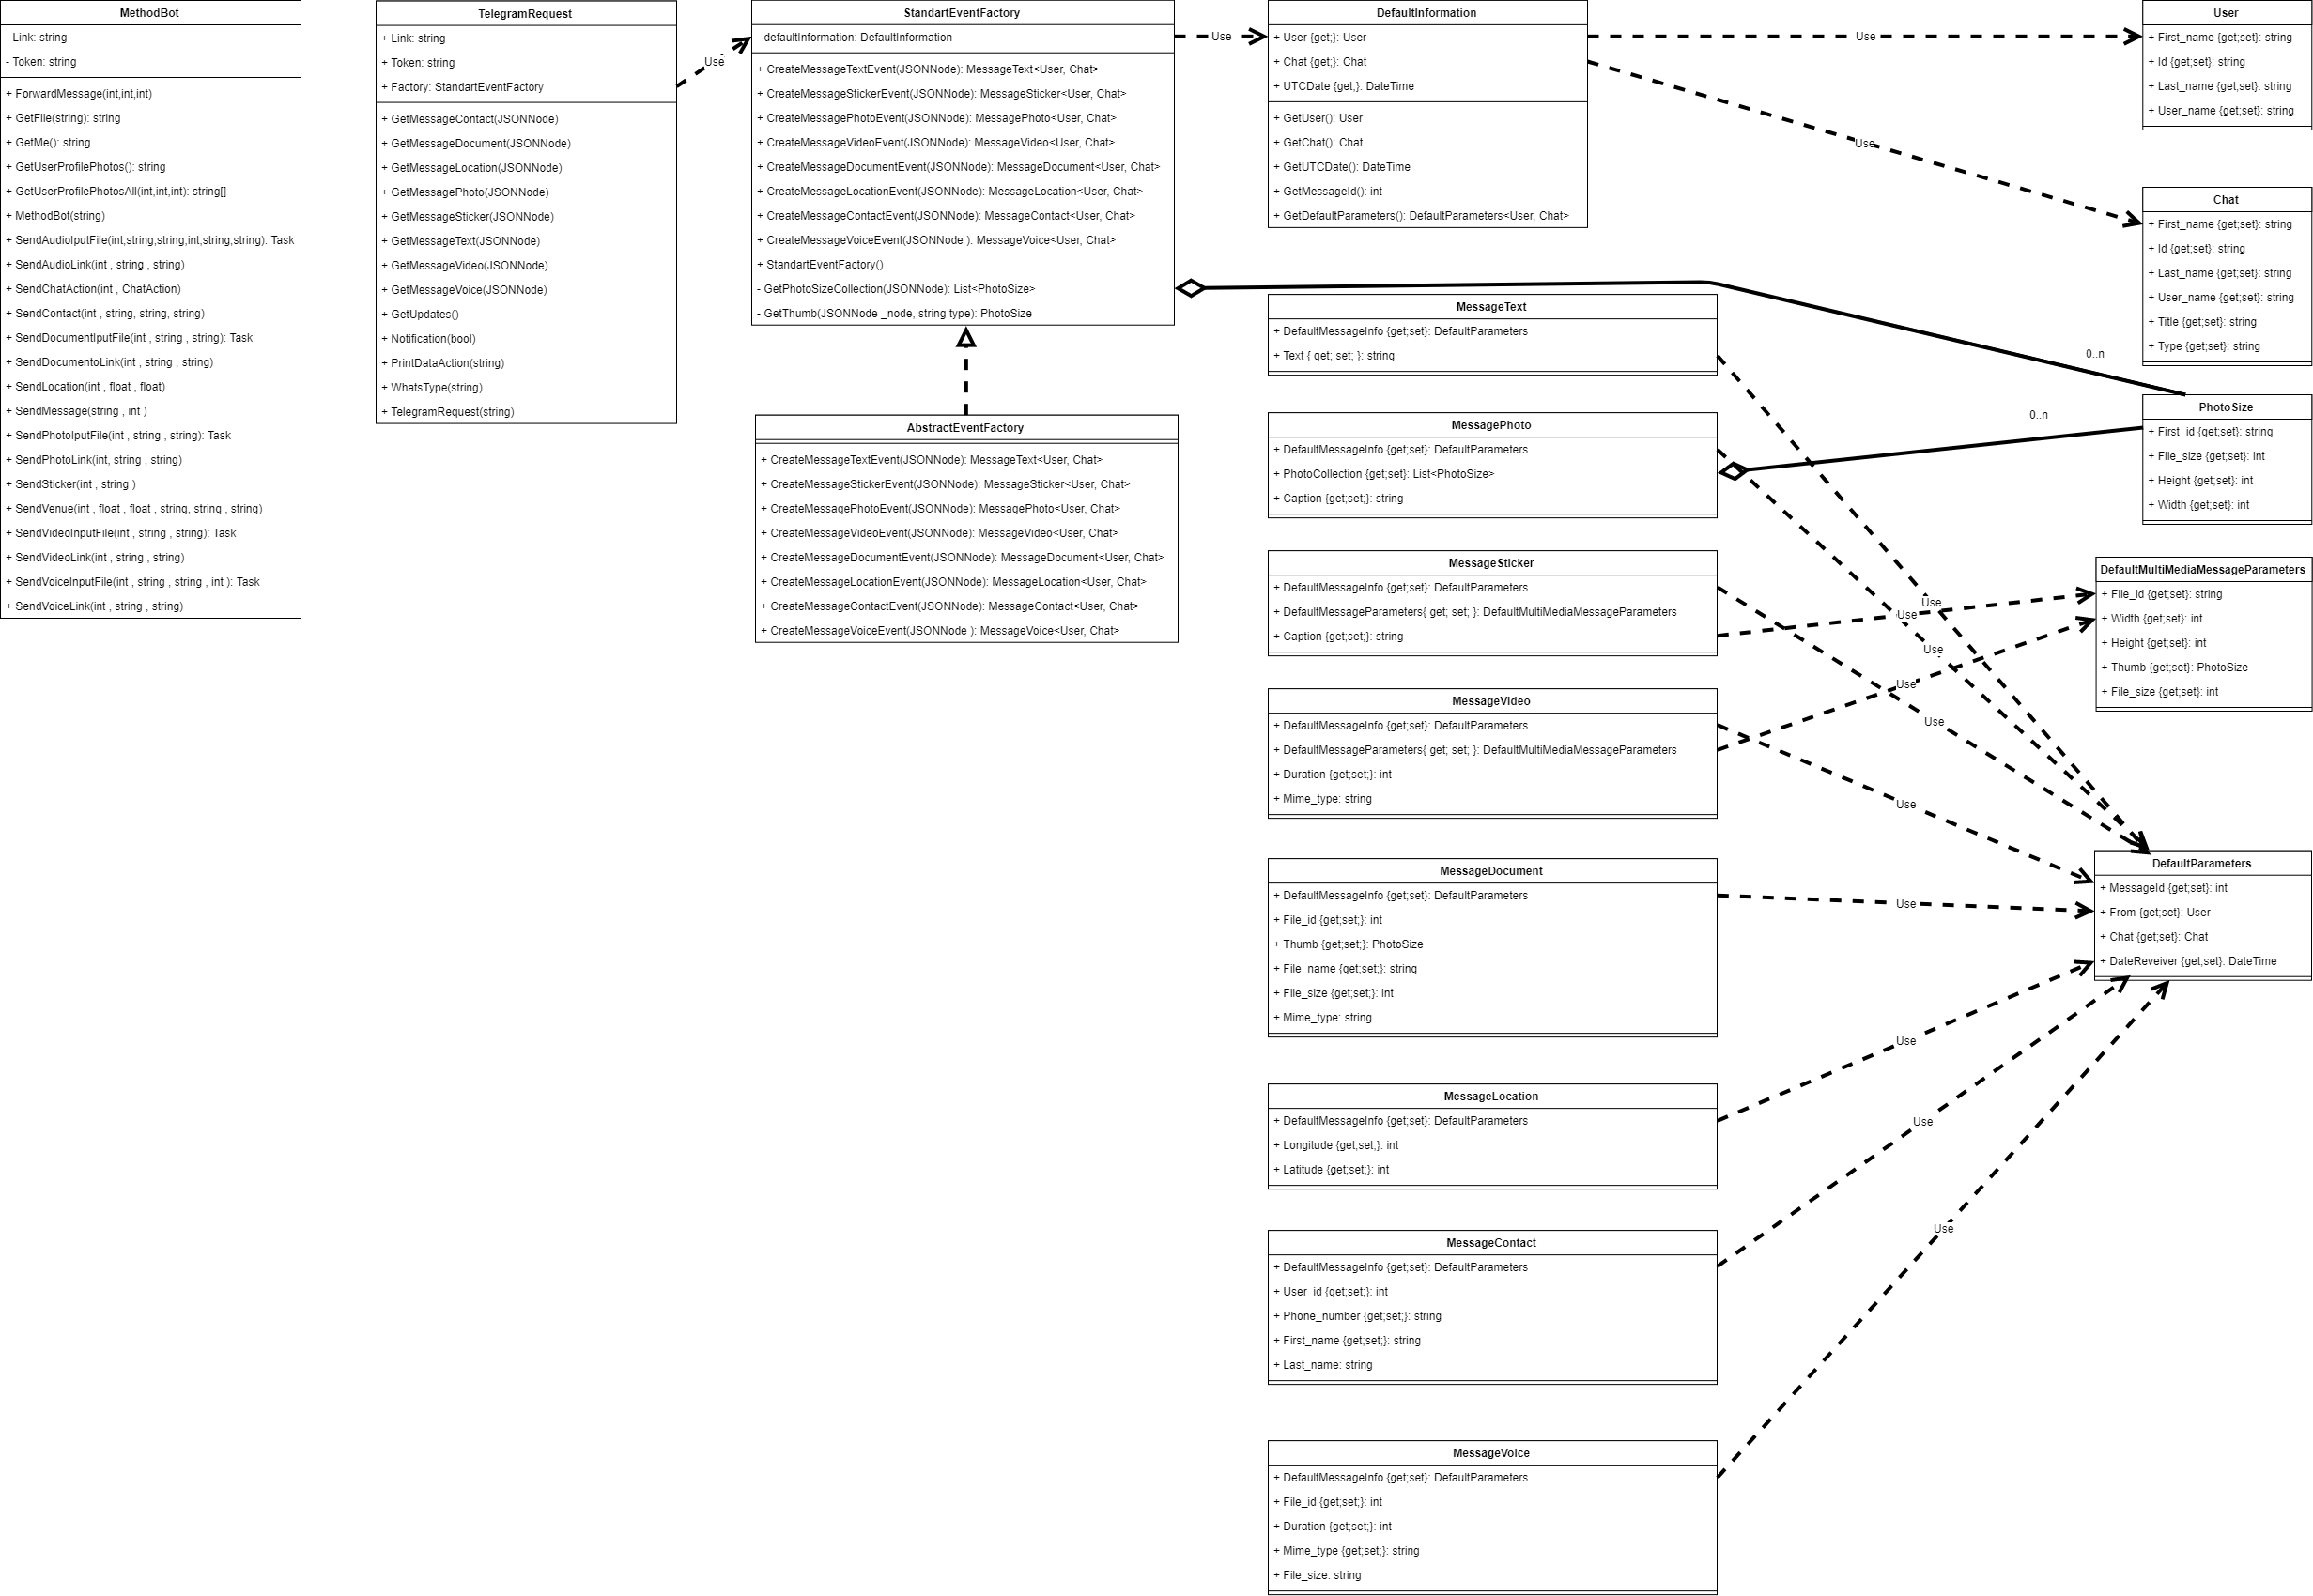 MethodBot
- Link: string
- Token: string
+ ForwardMessage(int,int,int)
+ GetFile(string): string
+ GetMe(): string
+ GetUserProfilePhotos(): string
+ GetUserProfilePhotosAll(int,int,int): string[]
+ MethodBot(string)
+ SendAudioIputFile(int,string,string,int,string,string): Task
+ SendAudioLink(int , string , string)
+ SendChatAction(int , ChatAction)
+ SendContact(int , string, string, string)
+ SendDocumentIputFile(int , string , string): Task
+ SendDocumentoLink(int , string , string)
+ SendLocation(int , float , float)
+ SendMessage(string , int )
+ SendPhotoIputFile(int , string , string): Task
+ SendPhotoLink(int, string , string)
+ SendSticker(int , string )
+ SendVenue(int , float , float , string, string , string)
+ SendVideoInputFile(int , string , string): Task
+ SendVideoLink(int , string , string)
+ SendVoiceInputFile(int , string , string , int ): Task
+ SendVoiceLink(int , string , string)
TelegramRequest
+ Link: string
+ Token: string
+ Factory: StandartEventFactory
+ GetMessageContact(JSONNode)
+ GetMessageDocument(JSONNode)
+ GetMessageLocation(JSONNode)
+ GetMessagePhoto(JSONNode)
+ GetMessageSticker(JSONNode)
+ GetMessageText(JSONNode)
+ GetMessageVideo(JSONNode)
+ GetMessageVoice(JSONNode)
+ GetUpdates()
+ Notification(bool)
+ PrintDataAction(string)
+ WhatsType(string)
+ TelegramRequest(string)
Use
StandartEventFactory
- defaultInformation: DefaultInformation
+ CreateMessageTextEvent(JSONNode): MessageText<User, Chat>
+ CreateMessageStickerEvent(JSONNode): MessageSticker<User, Chat>
+ CreateMessagePhotoEvent(JSONNode): MessagePhoto<User, Chat>
+ CreateMessageVideoEvent(JSONNode): MessageVideo<User, Chat>
+ CreateMessageDocumentEvent(JSONNode): MessageDocument<User, Chat>
+ CreateMessageLocationEvent(JSONNode): MessageLocation<User, Chat>
+ CreateMessageContactEvent(JSONNode): MessageContact<User, Chat>
+ CreateMessageVoiceEvent(JSONNode ): MessageVoice<User, Chat>
+ StandartEventFactory()
- GetPhotoSizeCollection(JSONNode): List<PhotoSize>
- GetThumb(JSONNode _node, string type): PhotoSize
AbstractEventFactory
+ CreateMessageTextEvent(JSONNode): MessageText<User, Chat>
+ CreateMessageStickerEvent(JSONNode): MessageSticker<User, Chat>
+ CreateMessagePhotoEvent(JSONNode): MessagePhoto<User, Chat>
+ CreateMessageVideoEvent(JSONNode): MessageVideo<User, Chat>
+ CreateMessageDocumentEvent(JSONNode): MessageDocument<User, Chat>
+ CreateMessageLocationEvent(JSONNode): MessageLocation<User, Chat>
+ CreateMessageContactEvent(JSONNode): MessageContact<User, Chat>
+ CreateMessageVoiceEvent(JSONNode ): MessageVoice<User, Chat>
Use
DefaultInformation
+ User {get;}: User
+ Chat {get;}: Chat
+ UTCDate {get;}: DateTime
+ GetUser(): User
+ GetChat(): Chat
+ GetUTCDate(): DateTime
+ GetMessageId(): int
+ GetDefaultParameters(): DefaultParameters<User, Chat>
MessageText
+ DefaultMessageInfo {get;set}: DefaultParameters
+ Text { get; set; }: string
MessagePhoto
+ DefaultMessageInfo {get;set}: DefaultParameters
+ PhotoCollection {get;set}: List<PhotoSize>
+ Caption {get;set;}: string
MessageSticker
+ DefaultMessageInfo {get;set}: DefaultParameters
+ DefaultMessageParameters{ get; set; }: DefaultMultiMediaMessageParameters
+ Caption {get;set;}: string
MessageVideo
+ DefaultMessageInfo {get;set}: DefaultParameters
+ DefaultMessageParameters{ get; set; }: DefaultMultiMediaMessageParameters
+ Duration {get;set;}: int
+ Mime_type: string
MessageDocument
+ DefaultMessageInfo {get;set}: DefaultParameters
+ File_id {get;set;}: int
+ Thumb {get;set;}: PhotoSize
+ File_name {get;set;}: string
+ File_size {get;set;}: int
+ Mime_type: string
MessageLocation
+ DefaultMessageInfo {get;set}: DefaultParameters
+ Longitude {get;set;}: int
+ Latitude {get;set;}: int
MessageContact
+ DefaultMessageInfo {get;set}: DefaultParameters
+ User_id {get;set;}: int
+ Phone_number {get;set;}: string
+ First_name {get;set;}: string
+ Last_name: string
MessageVoice
+ DefaultMessageInfo {get;set}: DefaultParameters
+ File_id {get;set;}: int
+ Duration {get;set;}: int
+ Mime_type {get;set;}: string
+ File_size: string
Use
Use
0..n
0..n
Use
Use
Use
Use
Use
Use
Use
Use
Use
Use
User
+ First_name {get;set}: string
+ Id {get;set}: string
+ Last_name {get;set}: string
+ User_name {get;set}: string
Chat
+ First_name {get;set}: string
+ Id {get;set}: string
+ Last_name {get;set}: string
+ User_name {get;set}: string
+ Title {get;set}: string
+ Type {get;set}: string
PhotoSize
+ First_id {get;set}: string
+ File_size {get;set}: int
+ Height {get;set}: int
+ Width {get;set}: int
DefaultMultiMediaMessageParameters
+ File_id {get;set}: string
+ Width {get;set}: int
+ Height {get;set}: int
+ Thumb {get;set}: PhotoSize
+ File_size {get;set}: int
DefaultParameters
+ MessageId {get;set}: int
+ From {get;set}: User
+ Chat {get;set}: Chat
+ DateReveiver {get;set}: DateTime